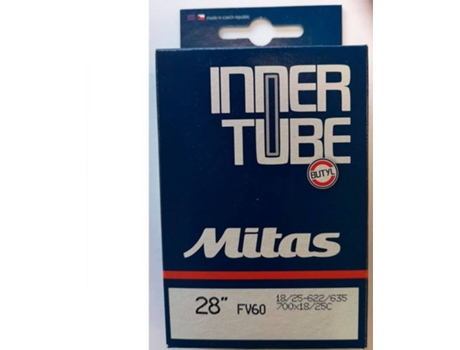 made in czech republic
INNER
TUBE
BUTYL
Mitas
28" FV60 18/25-622/635
700x18/25C